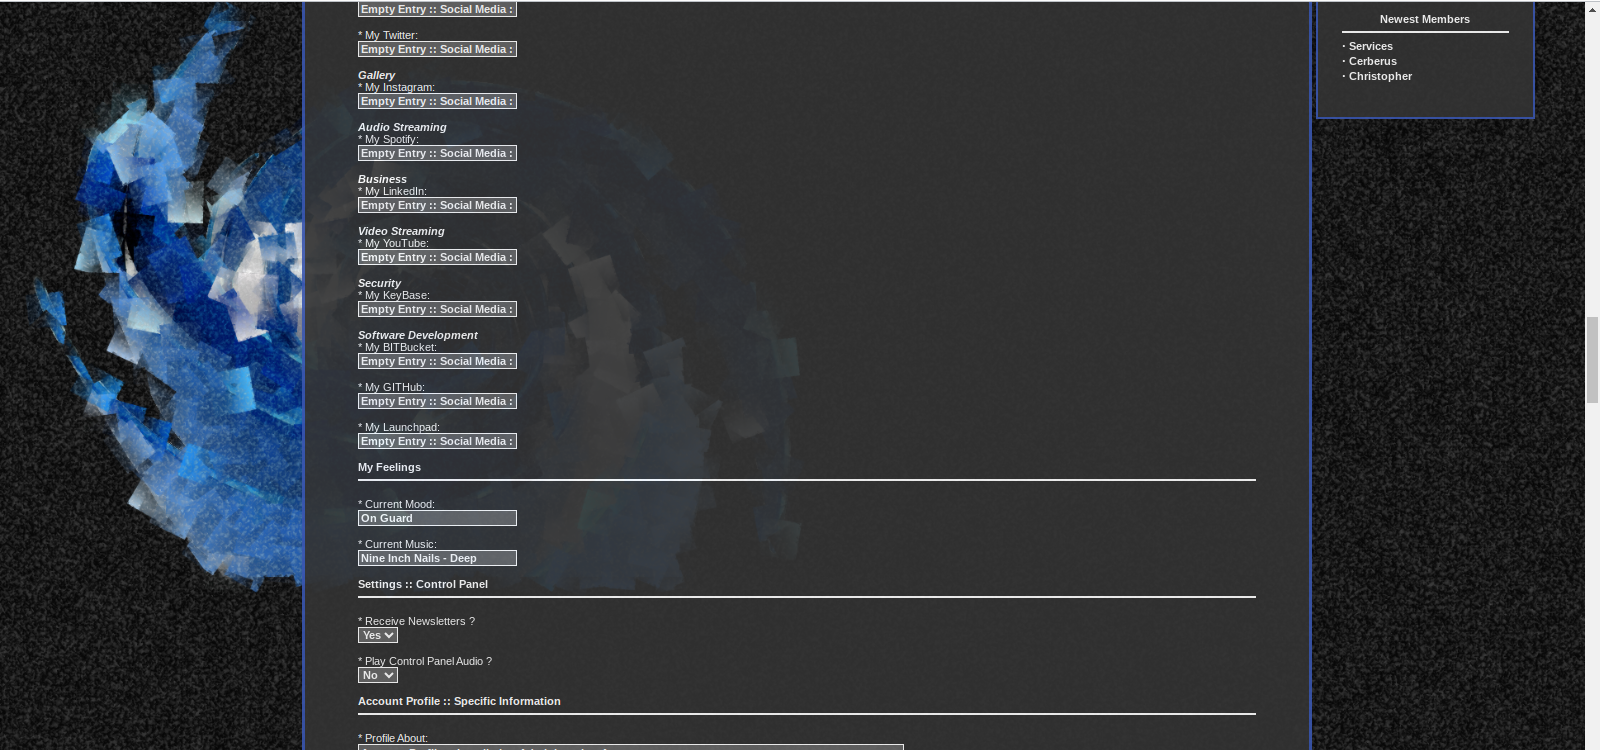 Empty Entry :: Social Media :
* My Twitter:
Empty Entry :: Social Media :
Gallery
* My Instagram:
Empty Entry :: Social Media :
Audio Streaming
* My Spotify:
Empty Entry :: Social Media :
Business
* My LinkedIn:
Empty Entry :: Social Media :
Video Streaming
* My YouTube:
Empty Entry :: Social Media :
Security
* My KeyBase:
Empty Entry :: Social Media :
Software Development
* My BITBucket:
Empty Entry :: Social Media :
* My GITHub:
Empty Entry :: Social Media :
* My Launchpad:
Empty Entry :: Social Media :
My Feelings
* Current Mood:
On Guard
* Current Music:
Nine Inch Nails - Deep
Settings :: Control Panel
* Receive Newsletters ?
Yes
* Play Control Panel Audio ?
No
Account Profile :: Specific Information
* Profile About:
Newest Members
· Services
· Cerberus
· Christopher